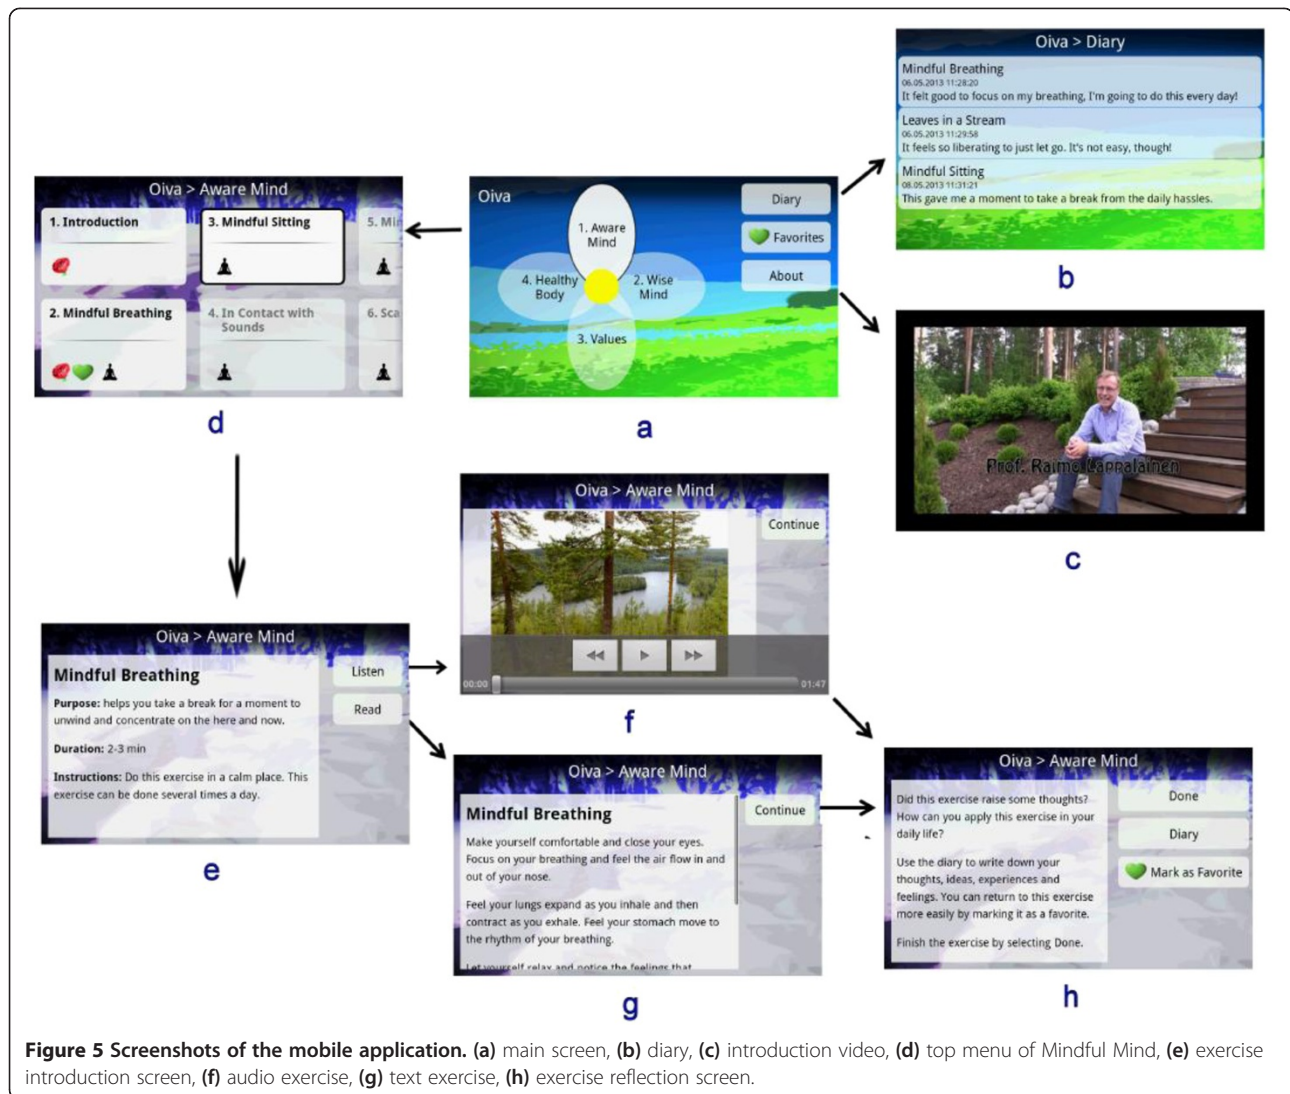 Oiva > Diary
Mindful Breathing
06.05.2013 11:28:20
It felt good to focus on my breathing, I'm going to do this every day!
Leaves in a Stream
06.05.2013 11:29:58
It feels so liberating to just let go. It's not easy, though!
Mindful Sitting
08.05.2013 11:31:21
This gave me a moment to take a break from the daily hassles.
b
Oiva > Aware Mind
1. Introduction
3. Mindful Sitting
5. Min
2. Mindful Breathing
4. In Contact with
Sounds
6. Sca
d
Oiva
1. Aware
Mind
4. Healthy
Body
2. Wise
Mind
3. Values
Diary
Favorites
About
a
Prof. Raimo Lappalainen
c
Oiva > Aware Mind
Continue
00:00
01:47
f
Oiva > Aware Mind
Mindful Breathing
Purpose: helps you take a break for a moment to
unwind and concentrate on the here and now.
Duration: 2-3 min
Instructions: Do this exercise in a calm place. This
exercise can be done several times a day.
Listen
Read
e
Oiva > Aware Mind
Mindful Breathing
Make yourself comfortable and close your eyes.
Focus on your breathing and feel the air flow in and
out of your nose.
Feel your lungs expand as you inhale and then
contract as you exhale. Feel your stomach move to
the rhythm of your breathing.
Let yourself relax and notice the feelings that
Continue
g
Oiva > Aware Mind
Did this exercise raise some thoughts?
How can you apply this exercise in your
daily life?
Use the diary to write down your
thoughts, ideas, experiences and
feelings. You can return to this exercise
more easily by marking it as a favorite.
Finish the exercise by selecting Done.
Done
Diary
Mark as Favorite
h
Figure 5 Screenshots of the mobile application. (a) main screen, (b) diary, (c) introduction video, (d) top menu of Mindful Mind, (e) exercise
introduction screen, (f) audio exercise, (g) text exercise, (h) exercise reflection screen.